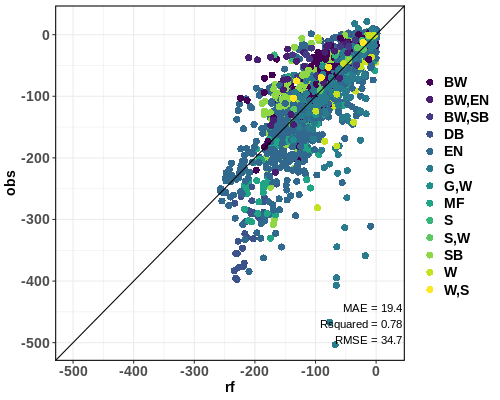 0
-100
-200
-300
-400
-500
obs
-500
-400
-300
-200
-100
0
rf
MAE = 19.4
Rsquared = 0.78
RMSE = 34.7
BW
BW,EN
BW,SB
DB
EN
G
G,W
MF
S
S,W
SB
W
W,S